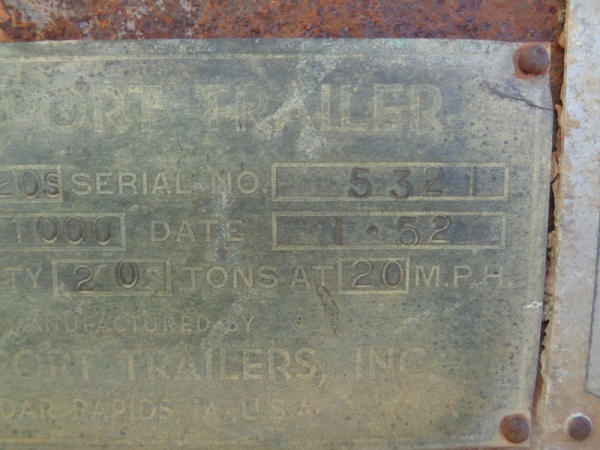 PORT TRAILER
20S SERIAL NO. 5321
1000 DATE 1·52
TY 20 TONS AT 20 M.P.H.
MANUFACTURED BY
PORT TRAILERS, INC.
DAR RAPIDS, IA., U.S.A.